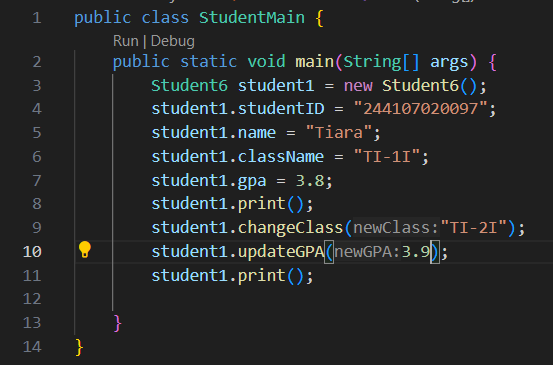 1 public class StudentMain {
Run | Debug
2 public static void main(String[] args) {
3 Student6 student1 = new Student6();
4 student1.studentID = "244107020097";
5 student1.name = "Tiara";
6 student1.className = "TI-1I";
7 student1.gpa = 3.8;
8 student1.print();
9 student1.changeClass(newClass:"TI-2I");
10 student1.updateGPA(newGPA:3.9);
11 student1.print();
12
13 }
14 }